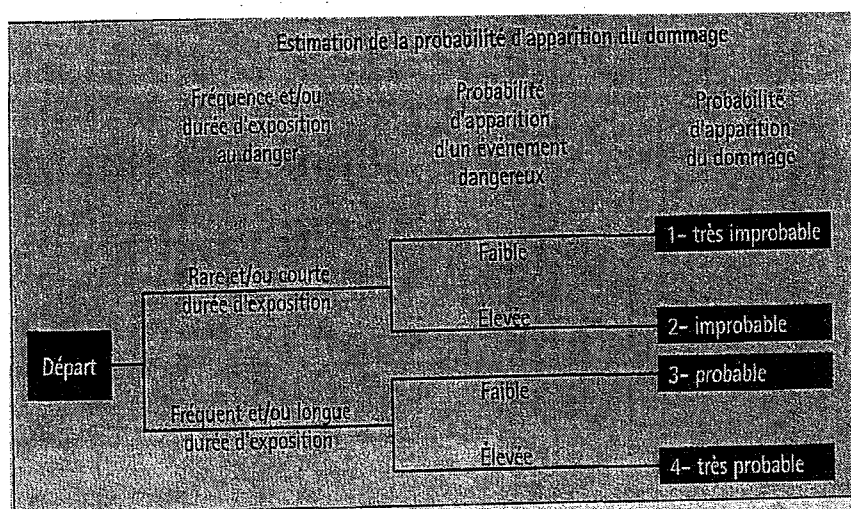 Estimation de la probabilité d'apparition du dommage
Fréquence et/ou
durée d'exposition
au danger
Probabilité
d'apparition
d'un événement
dangereux
Probabilité
d'apparition
du dommage
Départ
Rare et/ou courte
durée d'exposition
Faible
1- très improbable
Élevée
2- improbable
Fréquent et/ou longue
durée d'exposition
Faible
3- probable
Élevée
4- très probable